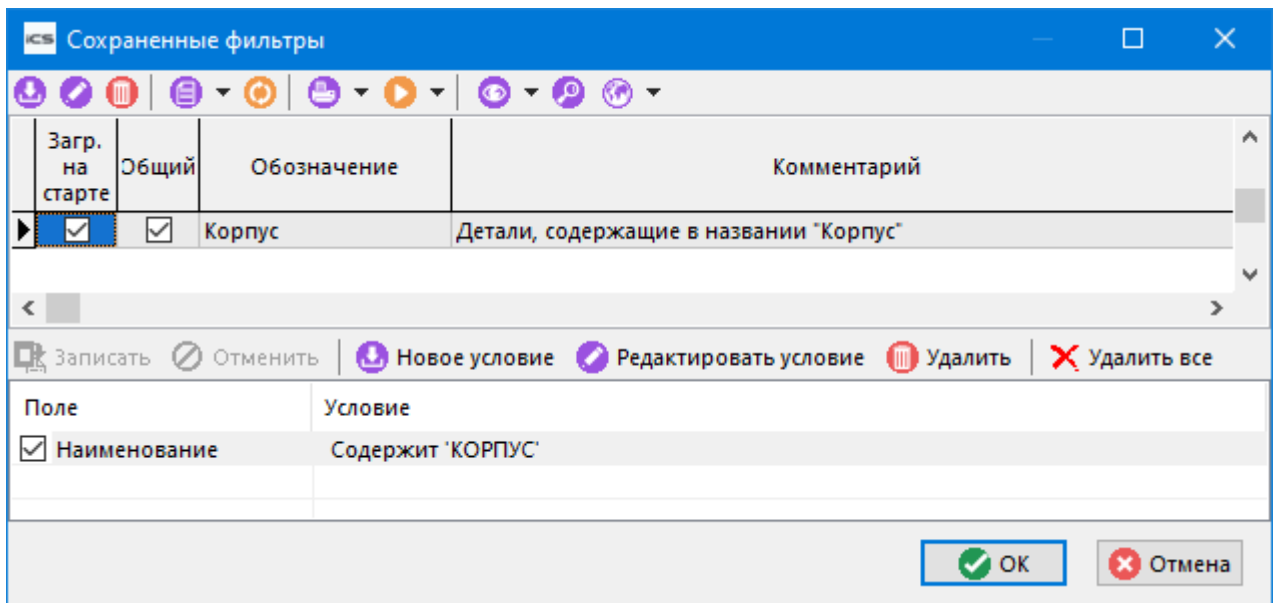 iCS Сохраненные фильтры
Загр. на старте Общий Обозначение Комментарий
Корпус Детали, содержащие в названии "Корпус"
Записать Отменить Новое условие Редактировать условие Удалить Удалить все
Поле Условие
Наименование Содержит 'КОРПУС'
OK Отмена